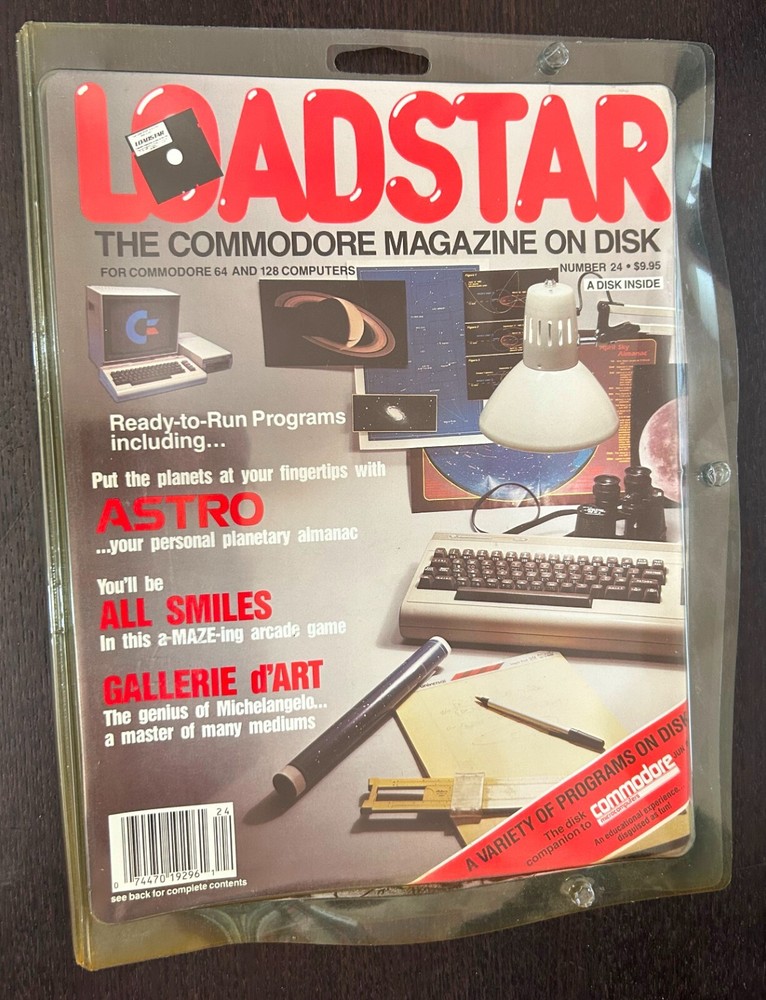 LOADSTAR
LOADSTAR
THE COMMODORE MAGAZINE ON DISK
FOR COMMODORE 64 AND 128 COMPUTERS
NUMBER 24 • $9.95
A DISK INSIDE
Ready-to-Run Programs
including...
Put the planets at your fingertips with
ASTRO
...your personal planetary almanac
You'll be
ALL SMILES
In this a-MAZE-ing arcade game
GALLERIE d'ART
The genius of Michelangelo...
a master of many mediums
A VARIETY OF PROGRAMS ON DISK
The disk
companion to
commodore
microcomputers
An educational experience...
disguised as fun!
24
0 74470 19296 1
see back for complete contents